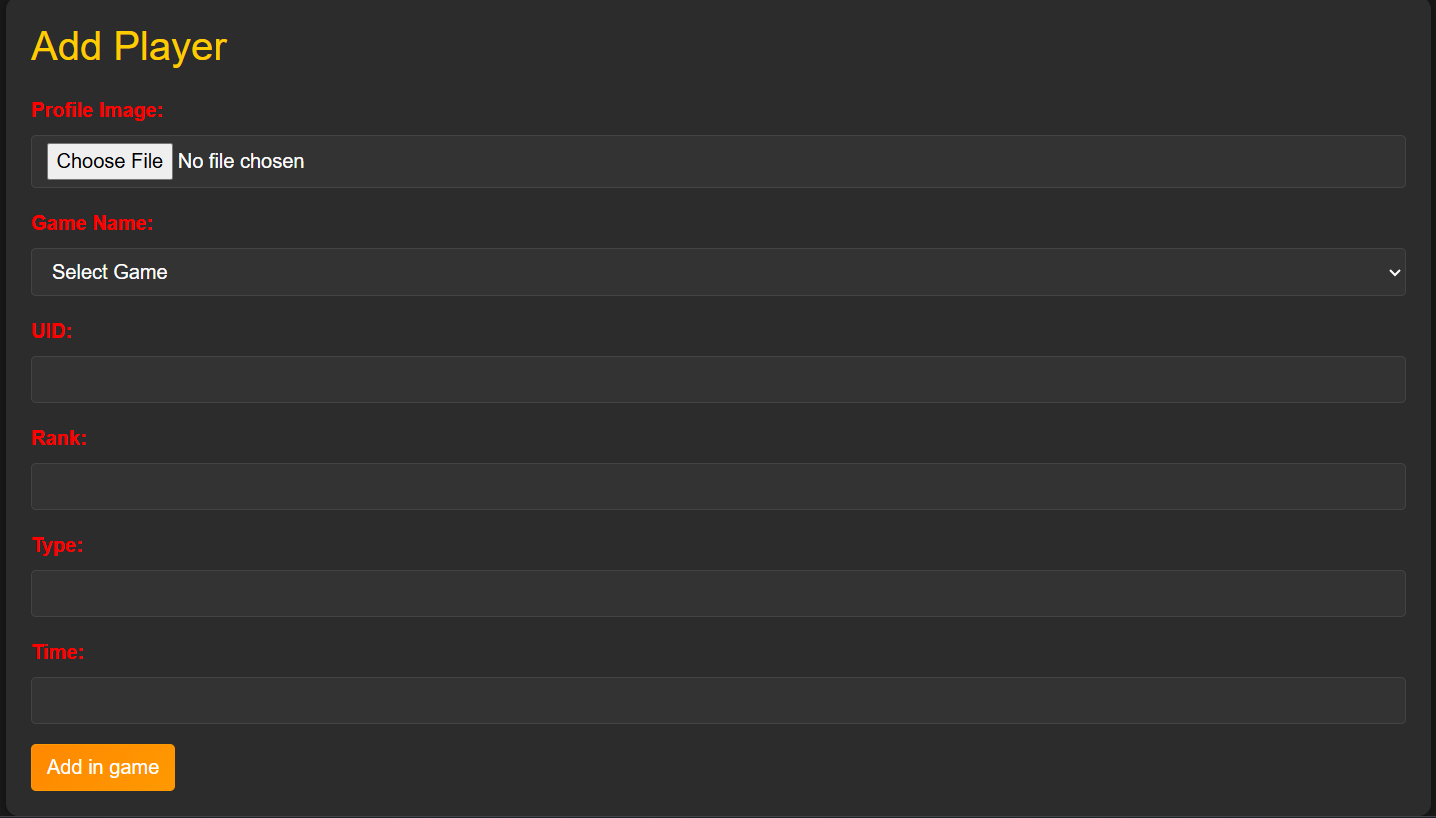 Add Player
Profile Image:
Choose File No file chosen
Game Name:
Select Game
UID:
Rank:
Type:
Time:
Add in game